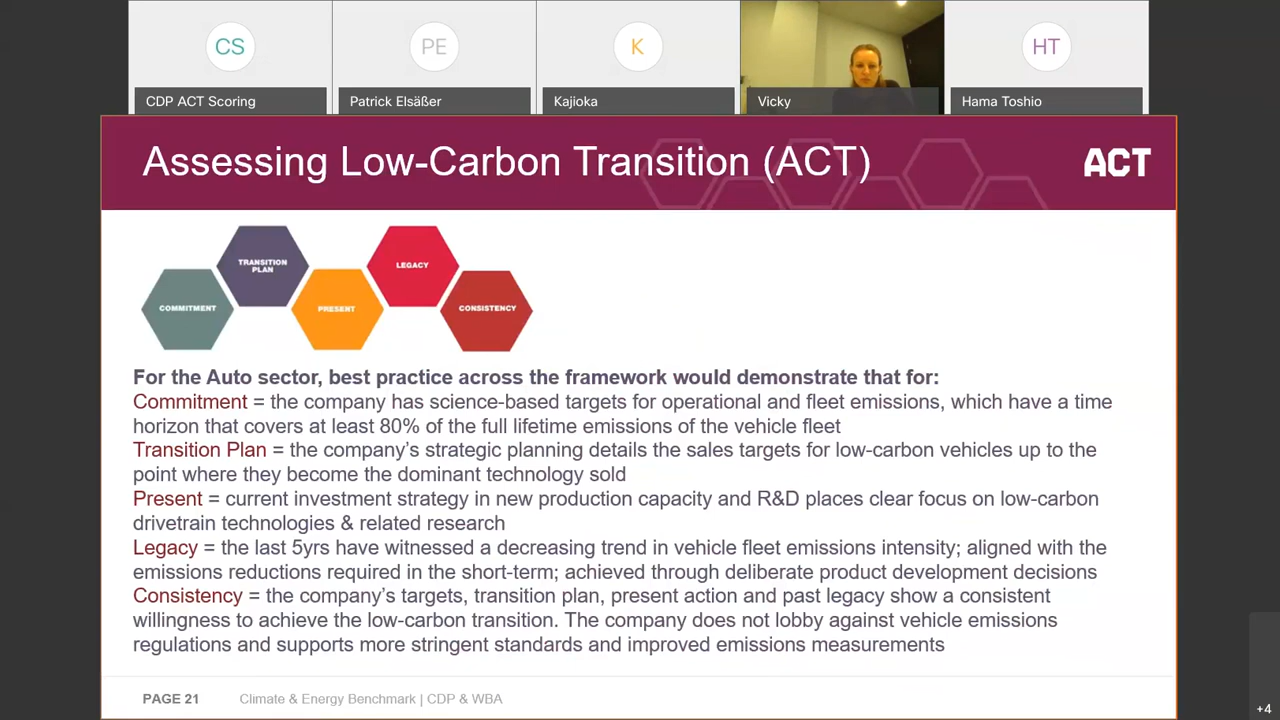 CS
PE
K
HT
CDP ACT Scoring
Patrick Elsäßer
Kajioka
Vicky
Hama Toshio
Assessing Low-Carbon Transition (ACT)
ACT
TRANSITION
PLAN
LEGACY
COMMITMENT
PRESENT
CONSISTENCY
For the Auto sector, best practice across the framework would demonstrate that for:
Commitment = the company has science-based targets for operational and fleet emissions, which have a time
horizon that covers at least 80% of the full lifetime emissions of the vehicle fleet
Transition Plan = the company's strategic planning details the sales targets for low-carbon vehicles up to the
point where they become the dominant technology sold
Present = current investment strategy in new production capacity and R&D places clear focus on low-carbon
drivetrain technologies & related research
Legacy = the last 5yrs have witnessed a decreasing trend in vehicle fleet emissions intensity; aligned with the
emissions reductions required in the short-term; achieved through deliberate product development decisions
Consistency = the company's targets, transition plan, present action and past legacy show a consistent
willingness to achieve the low-carbon transition. The company does not lobby against vehicle emissions
regulations and supports more stringent standards and improved emissions measurements
PAGE 21
Climate & Energy Benchmark | CDP & WBA
+4